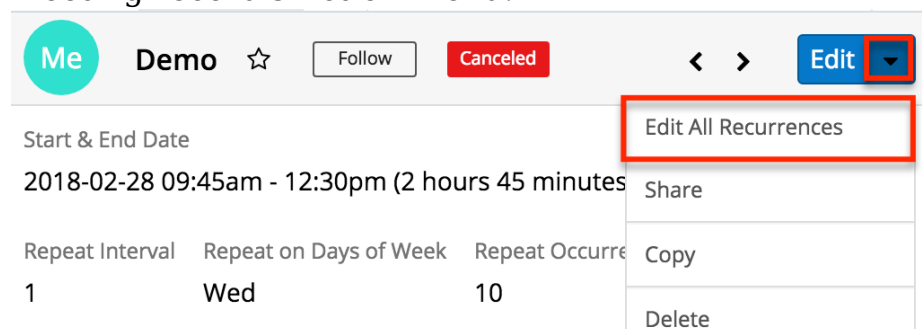 Me Demo Follow Canceled Edit
Edit All Recurrences
Start & End Date
2018-02-28 09:45am - 12:30pm (2 hours 45 minutes
Share
Repeat Interval Repeat on Days of Week Repeat Occurre
Copy
1 Wed 10
Delete